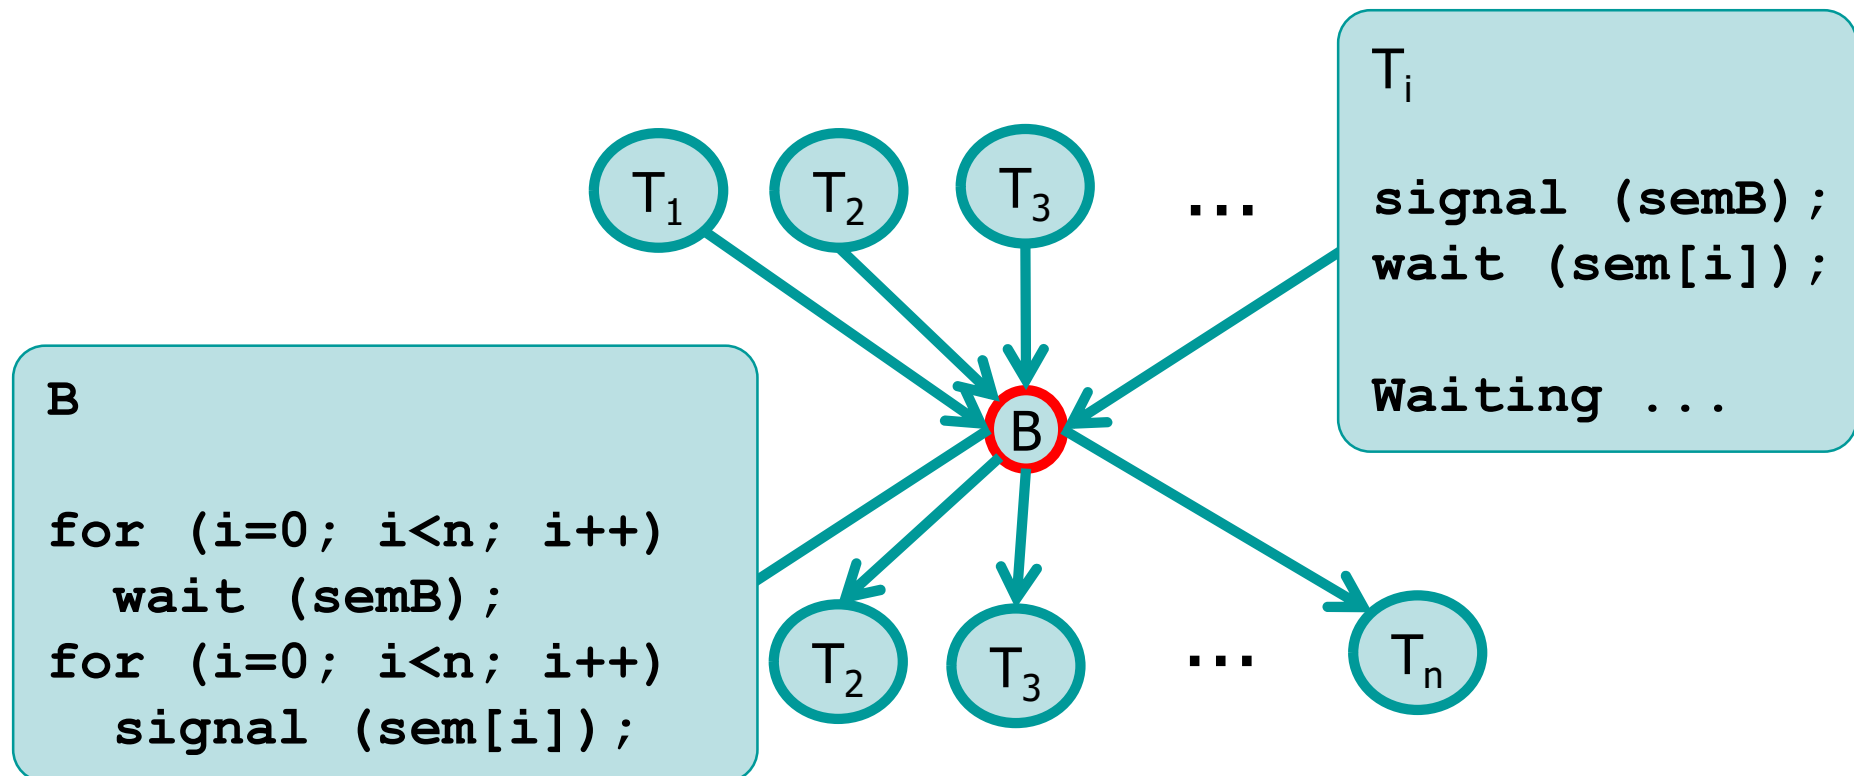 T1 T2 T3 ...
Ti
signal (semB);
wait (sem[i]);
Waiting ...
B
B
for (i=0; i<n; i++)
wait (semB);
for (i=0; i<n; i++)
signal (sem[i]);
T2 T3 ... Tn